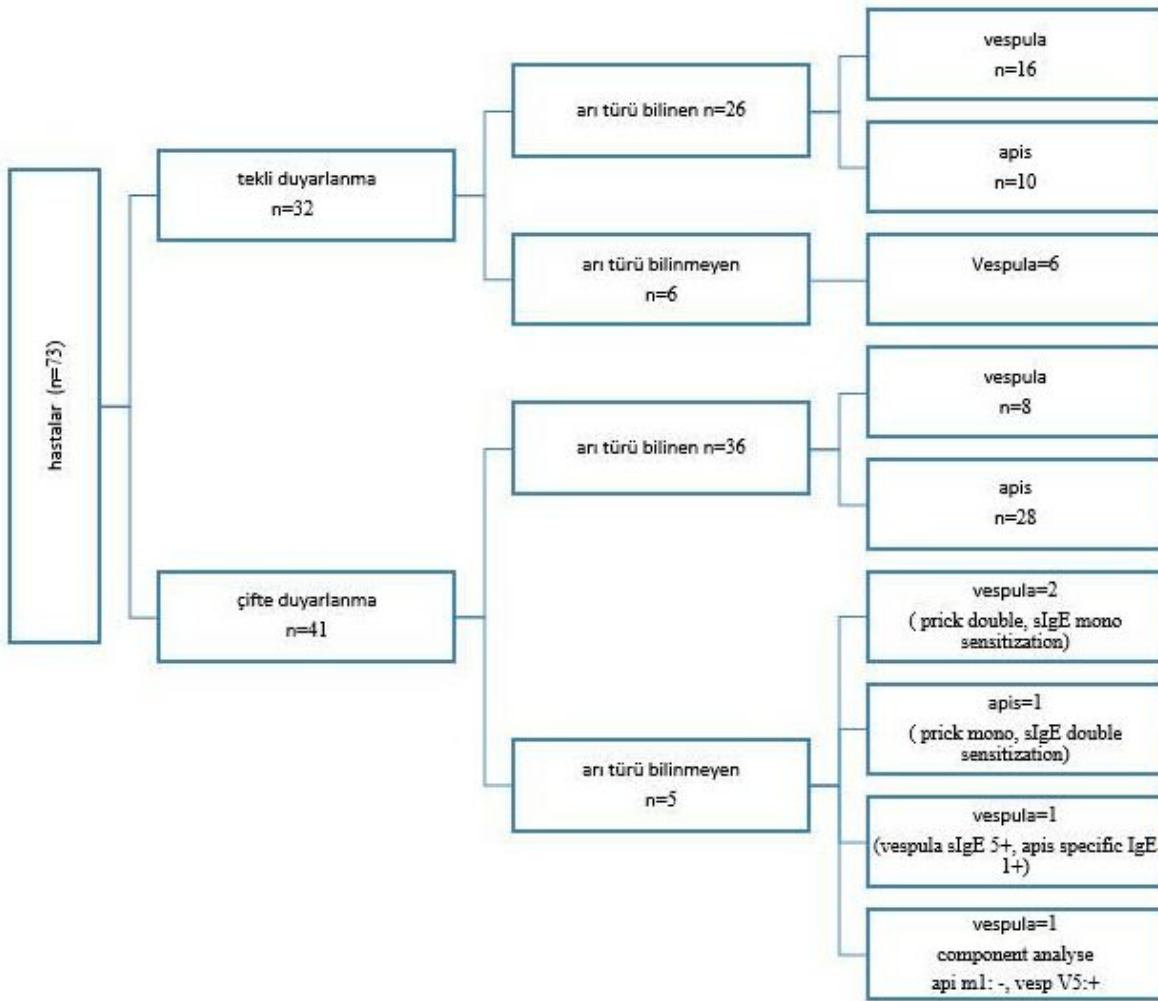 hastalar (n=73)
tekli duyarlanma
n=32
arı türü bilinen n=26
vespula
n=16
apis
n=10
arı türü bilinmeyen
n=6
Vespula=6
çifte duyarlanma
n=41
arı türü bilinen n=36
vespula
n=8
apis
n=28
arı türü bilinmeyen
n=5
vespula=2
( prick double, sIgE mono
sensitization)
apis=1
( prick mono, sIgE double
sensitization)
vespula=1
(vespula sIgE 5+, apis specific IgE
1+)
vespula=1
component analyse
api m1: -, vesp V5:+